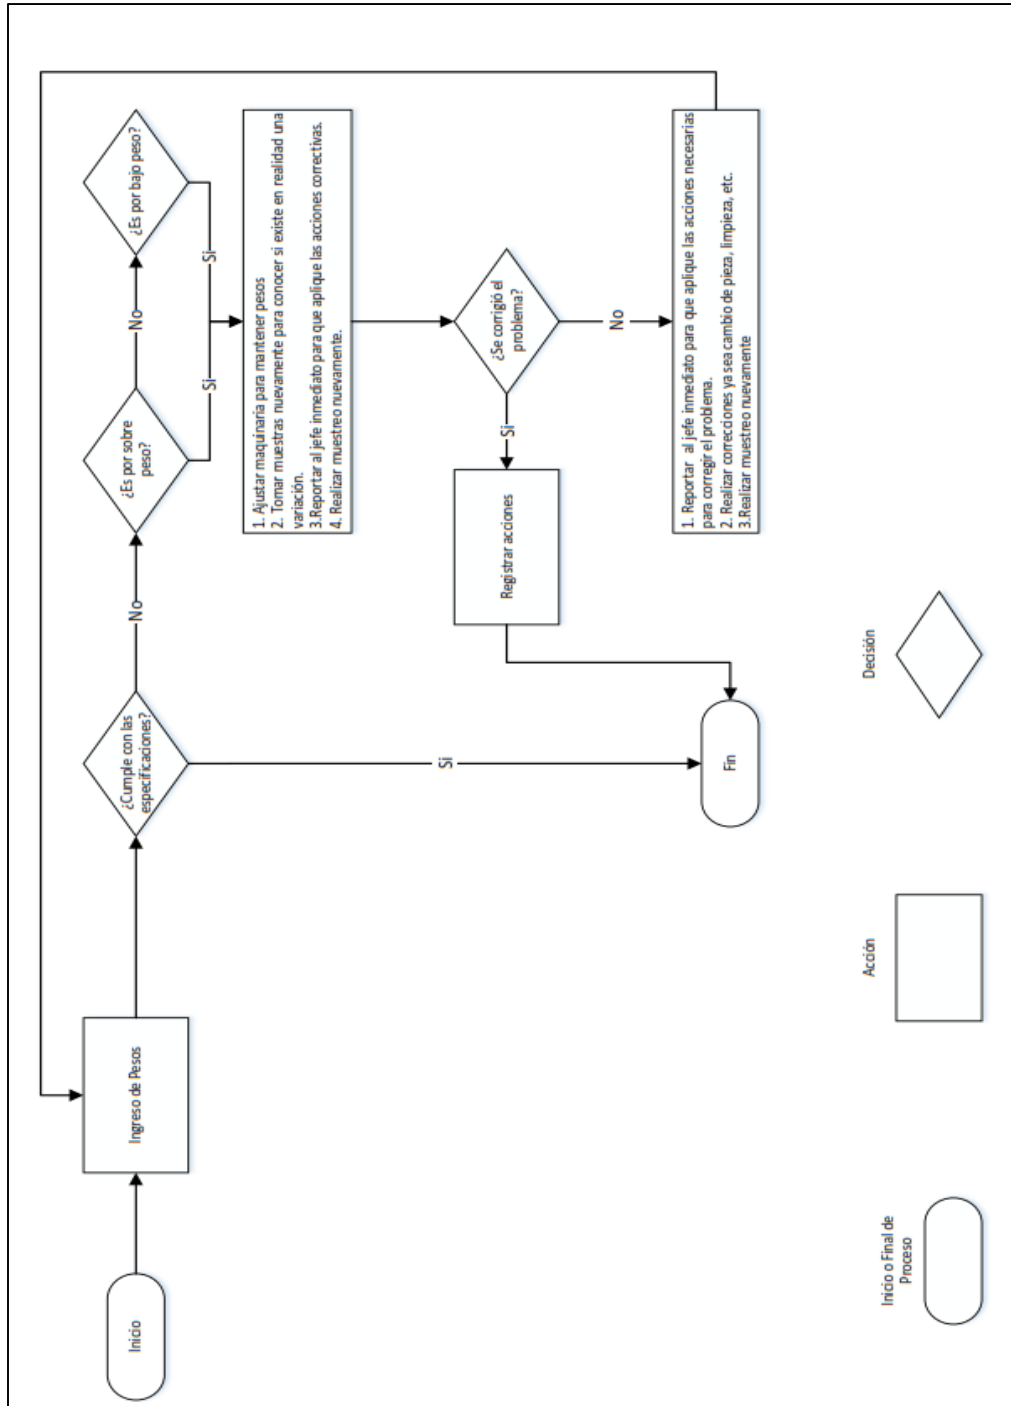 Inicio
Ingreso de Pesos
¿Cumple con las
especificaciones?
No
¿Es por sobre
peso?
No
¿Es por bajo peso?
Si
Si
1. Ajustar maquinaria para mantener pesos
2. Tomar muestras nuevamente para conocer si existe en realidad una
variación.
3.Reportar al jefe inmediato para que aplique las acciones correctivas.
4. Realizar muestreo nuevamente.
Si
¿Se corrigió el
problema?
Si
Registrar acciones
No
1. Reportar al jefe inmediato para que aplique las acciones necesarias
para corregir el problema.
2. Realizar correcciones ya sea cambio de pieza, limpieza, etc.
3.Realizar muestreo nuevamente
Fin
Inicio o Final de
Proceso
Acción
Decisión